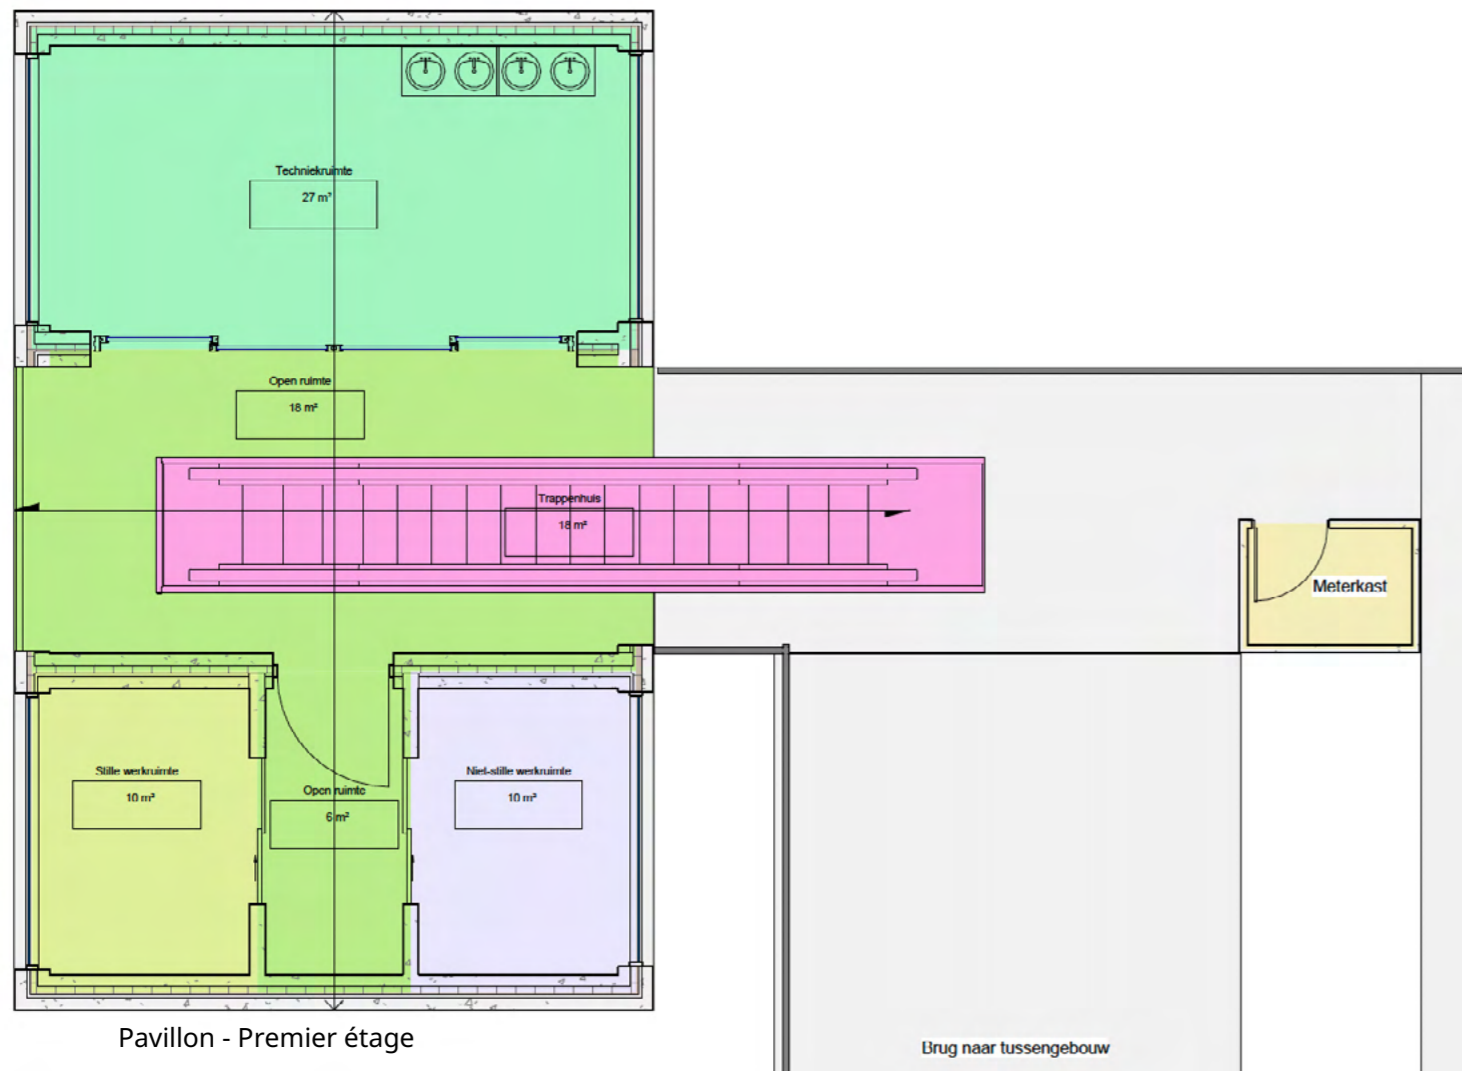 Techniekruimte
27 m²
Open ruimte
18 m²
Trappenhuis
18 m²
Meterkast
Stille werkruimte
10 m²
Open ruimte
6 m²
Niet-stille werkruimte
10 m²
Pavillon - Premier étage
Brug naar tussengebouw